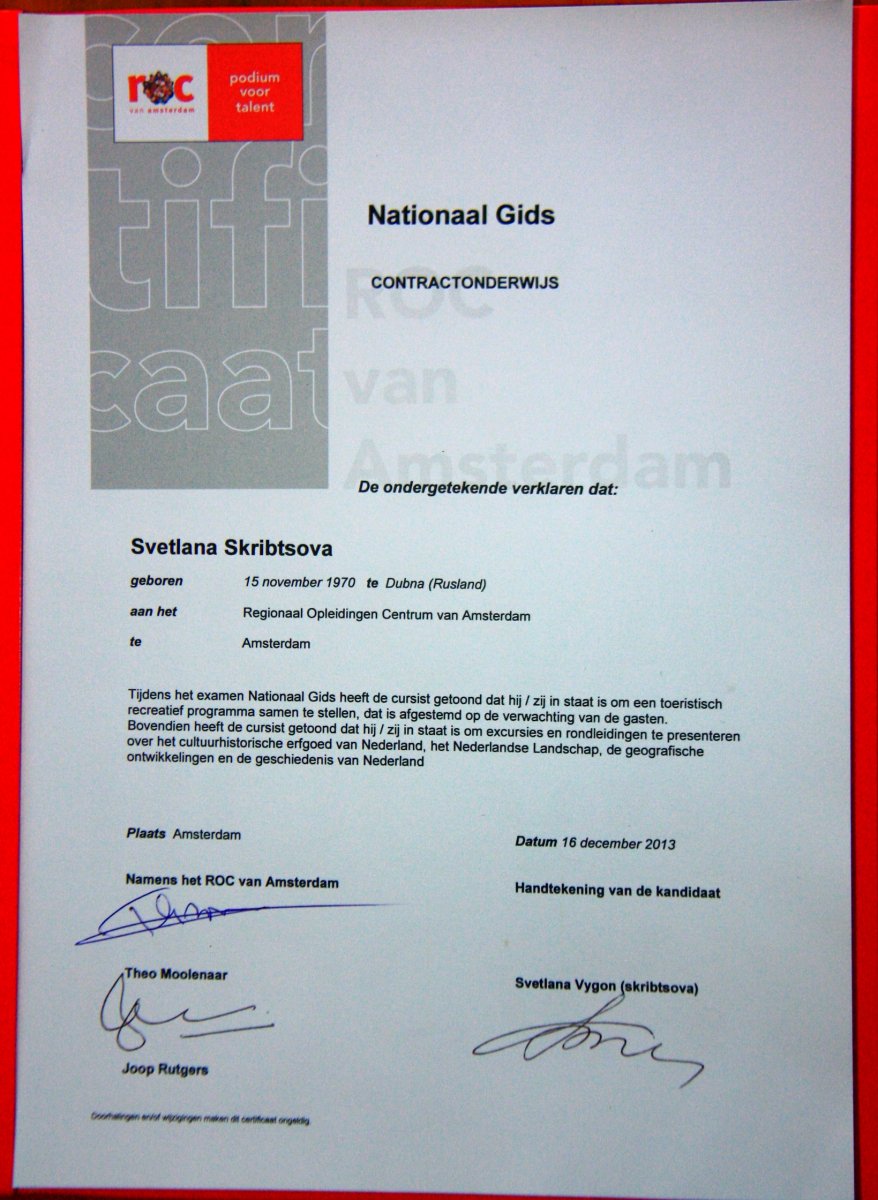 roc
van amsterdam
podium
voor
talent
certificaat
Nationaal Gids
CONTRACTONDERWIJS
ROC
van
Amsterdam
De ondergetekende verklaren dat:
Svetlana Skribtsova
geboren 15 november 1970 te Dubna (Rusland)
aan het Regionaal Opleidingen Centrum van Amsterdam
te Amsterdam
Tijdens het examen Nationaal Gids heeft de cursist getoond dat hij / zij in staat is om een toeristisch
recreatief programma samen te stellen, dat is afgestemd op de verwachting van de gasten.
Bovendien heeft de cursist getoond dat hij / zij in staat is om excursies en rondleidingen te presenteren
over het cultuurhistorische erfgoed van Nederland, het Nederlandse Landschap, de geografische
ontwikkelingen en de geschiedenis van Nederland
Plaats Amsterdam
Datum 16 december 2013
Namens het ROC van Amsterdam
Handtekening van de kandidaat
Theo Moolenaar
Svetlana Vygon (skribtsova)
Joop Rutgers
Doorhalingen en/of wijzigingen maken dit certificaat ongeldig.